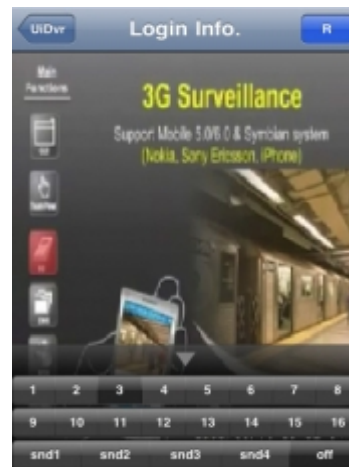 UiDvr Login Info. R
Main
Functions
3G Surveillance
Support Mobile 5.0/6.0 & Symbian system
(Nokia, Sony Ericsson, iPhone)
1 2 3 4 5 6 7 8
9 10 11 12 13 14 15 16
snd1 snd2 snd3 snd4 off